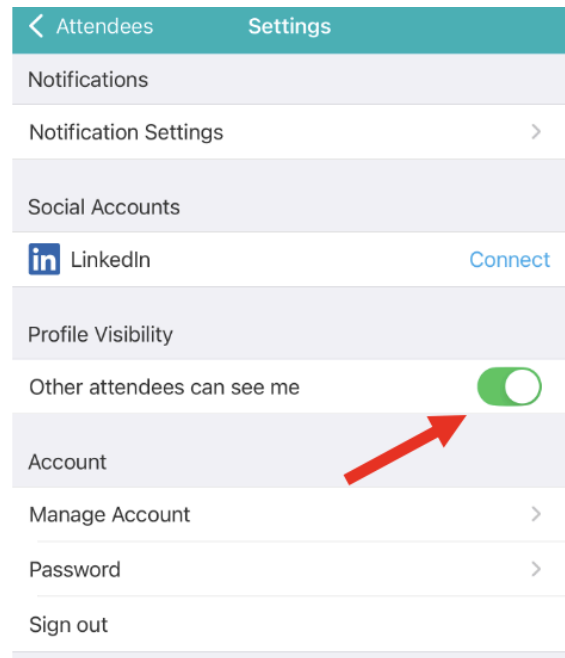 Attendees Settings
Notifications
Notification Settings
Social Accounts
in LinkedIn Connect
Profile Visibility
Other attendees can see me
Account
Manage Account
Password
Sign out